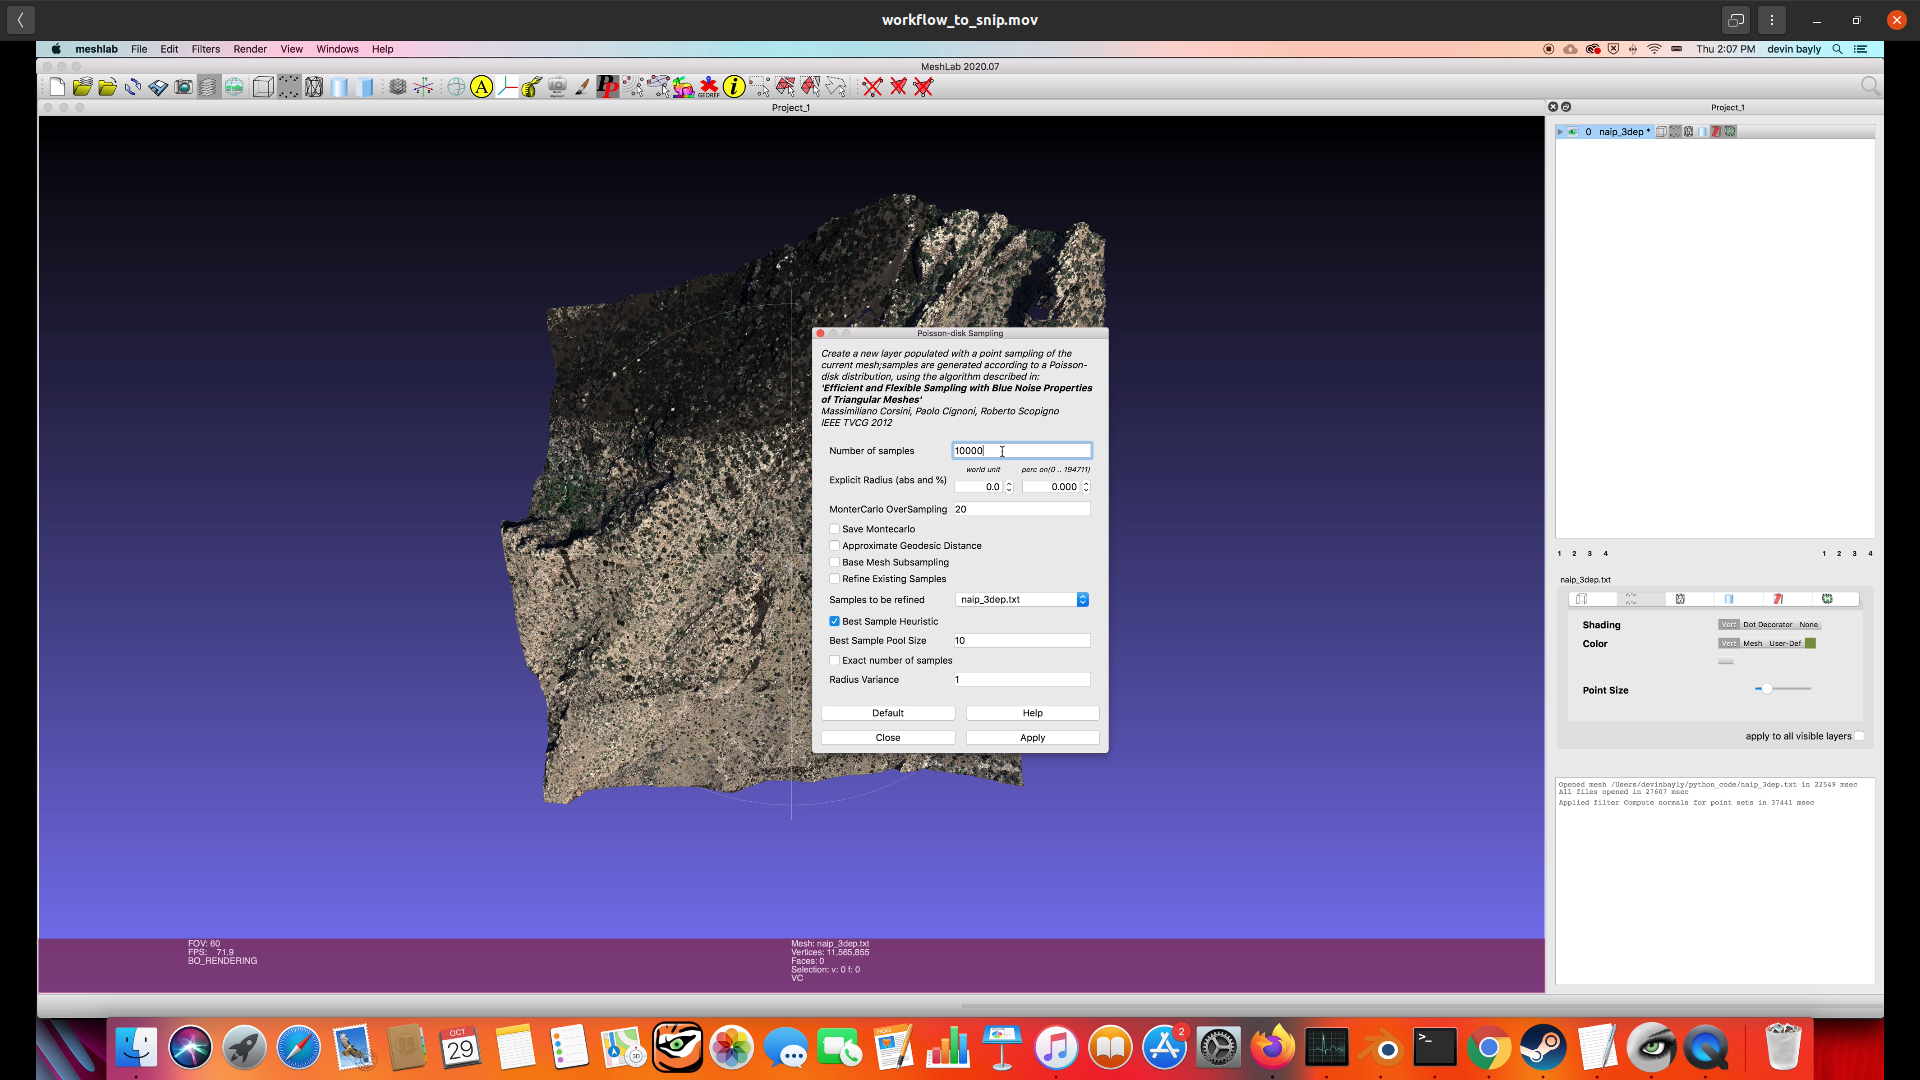 workflow_to_snip.mov
meshlab File Edit Filters Render View Windows Help
Thu 2:07 PM devin bayly
MeshLab 2020.07
Project_1
Project_1
A
PP
GEOREF
i
0 naip_3dep *
Poisson-disk Sampling
Create a new layer populated with a point sampling of the
current mesh;samples are generated according to a Poisson-
disk distribution, using the algorithm described in:
'Efficient and Flexible Sampling with Blue Noise Properties
of Triangular Meshes'
Massimiliano Corsini, Paolo Cignoni, Roberto Scopigno
IEEE TVCG 2012
Number of samples 10000
world unit perc on(0 .. 194711)
Explicit Radius (abs and %) 0.0 0.000
MonterCarlo OverSampling 20
Save Montecarlo
Approximate Geodesic Distance
Base Mesh Subsampling
Refine Existing Samples
Samples to be refined naip_3dep.txt
Best Sample Heuristic
Best Sample Pool Size 10
Exact number of samples
Radius Variance 1
Default Help
Close Apply
1 2 3 4 1 2 3 4
naip_3dep.txt
Shading Vert Dot Decorator None
Color Vert Mesh User-Def
Point Size
apply to all visible layers
Opened mesh /Users/devinbayly/python_code/naip_3dep.txt in 22549 msec
All files opened in 27607 msec
Applied filter Compute normals for point sets in 37441 msec
FOV: 60
FPS: 71.9
BO_RENDERING
Mesh: naip_3dep.txt
Vertices: 11,565,855
Faces: 0
Selection: v: 0 f: 0
VC
OCT
29
3D
2
>_